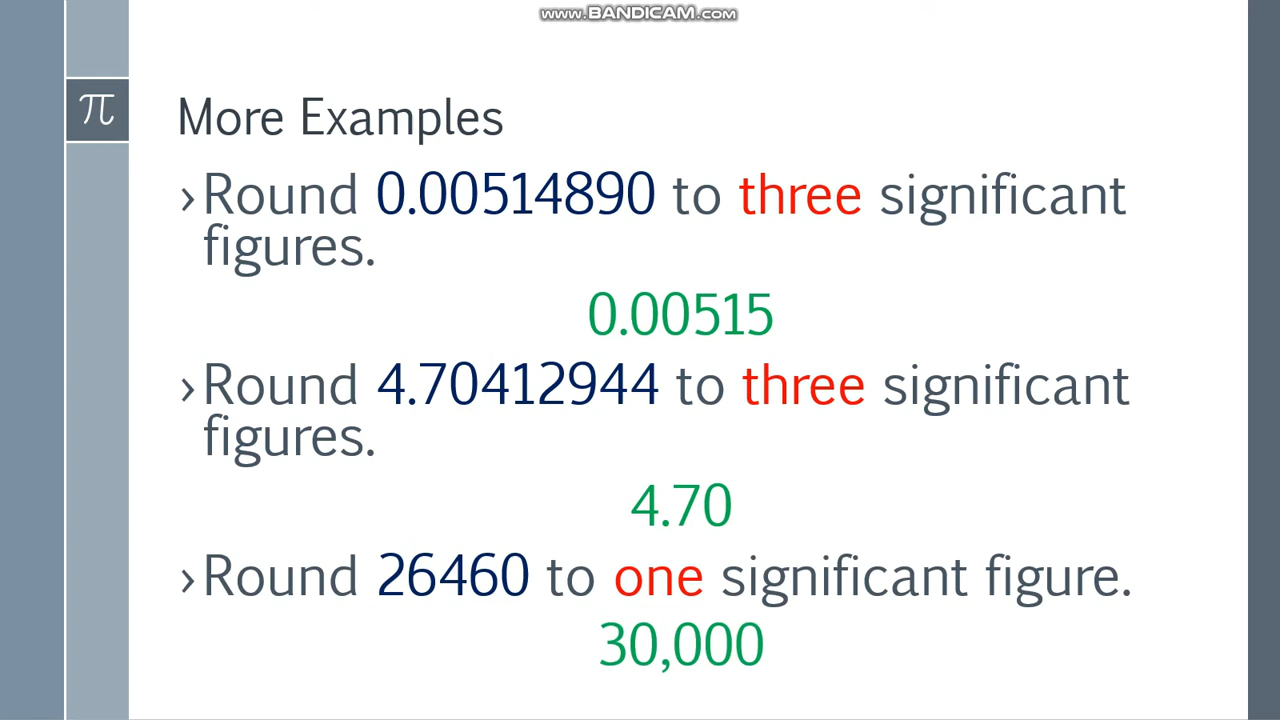 www.BANDICAM.com
π
More Examples
›Round 0.00514890 to three significant
figures.
0.00515
›Round 4.70412944 to three significant
figures.
4.70
›Round 26460 to one significant figure.
30,000